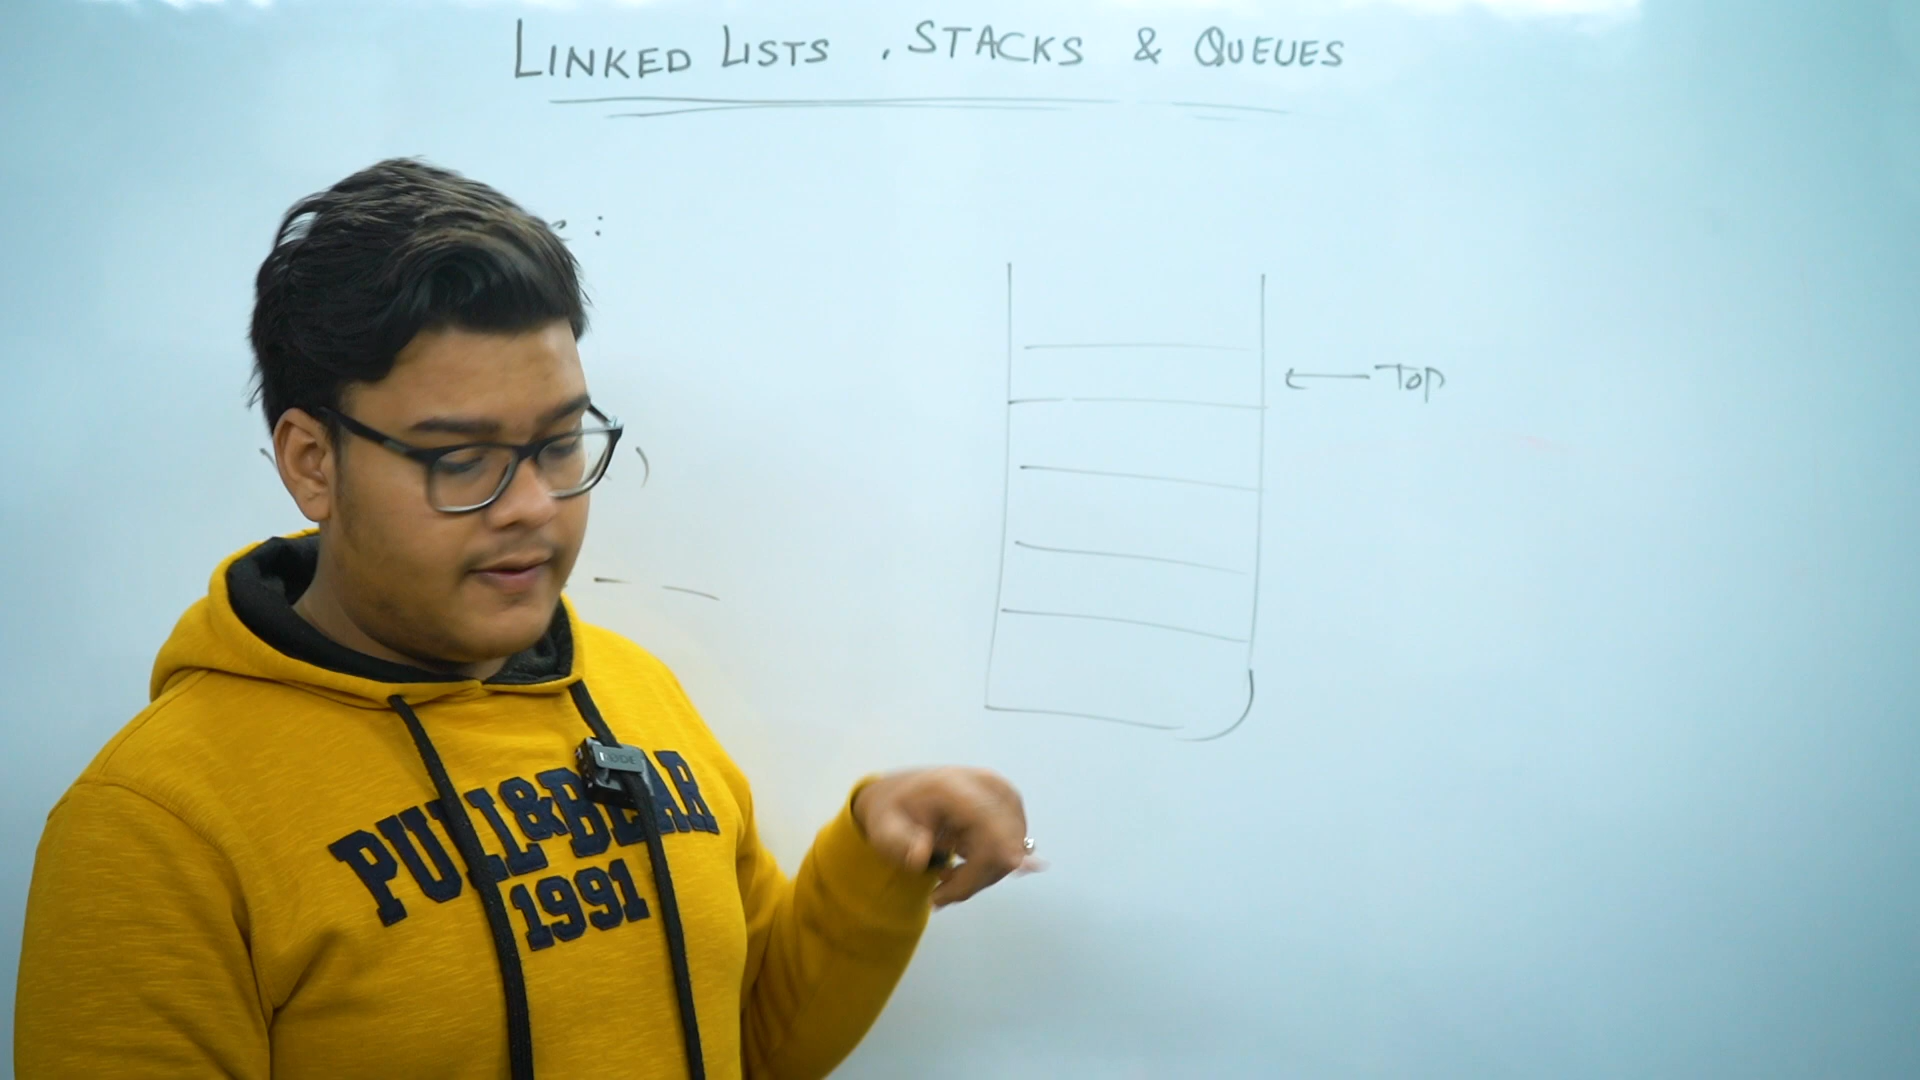 LINKED LISTS , STACKS & QUEUES
:
← TOP
)
PULL&BEAR
1991